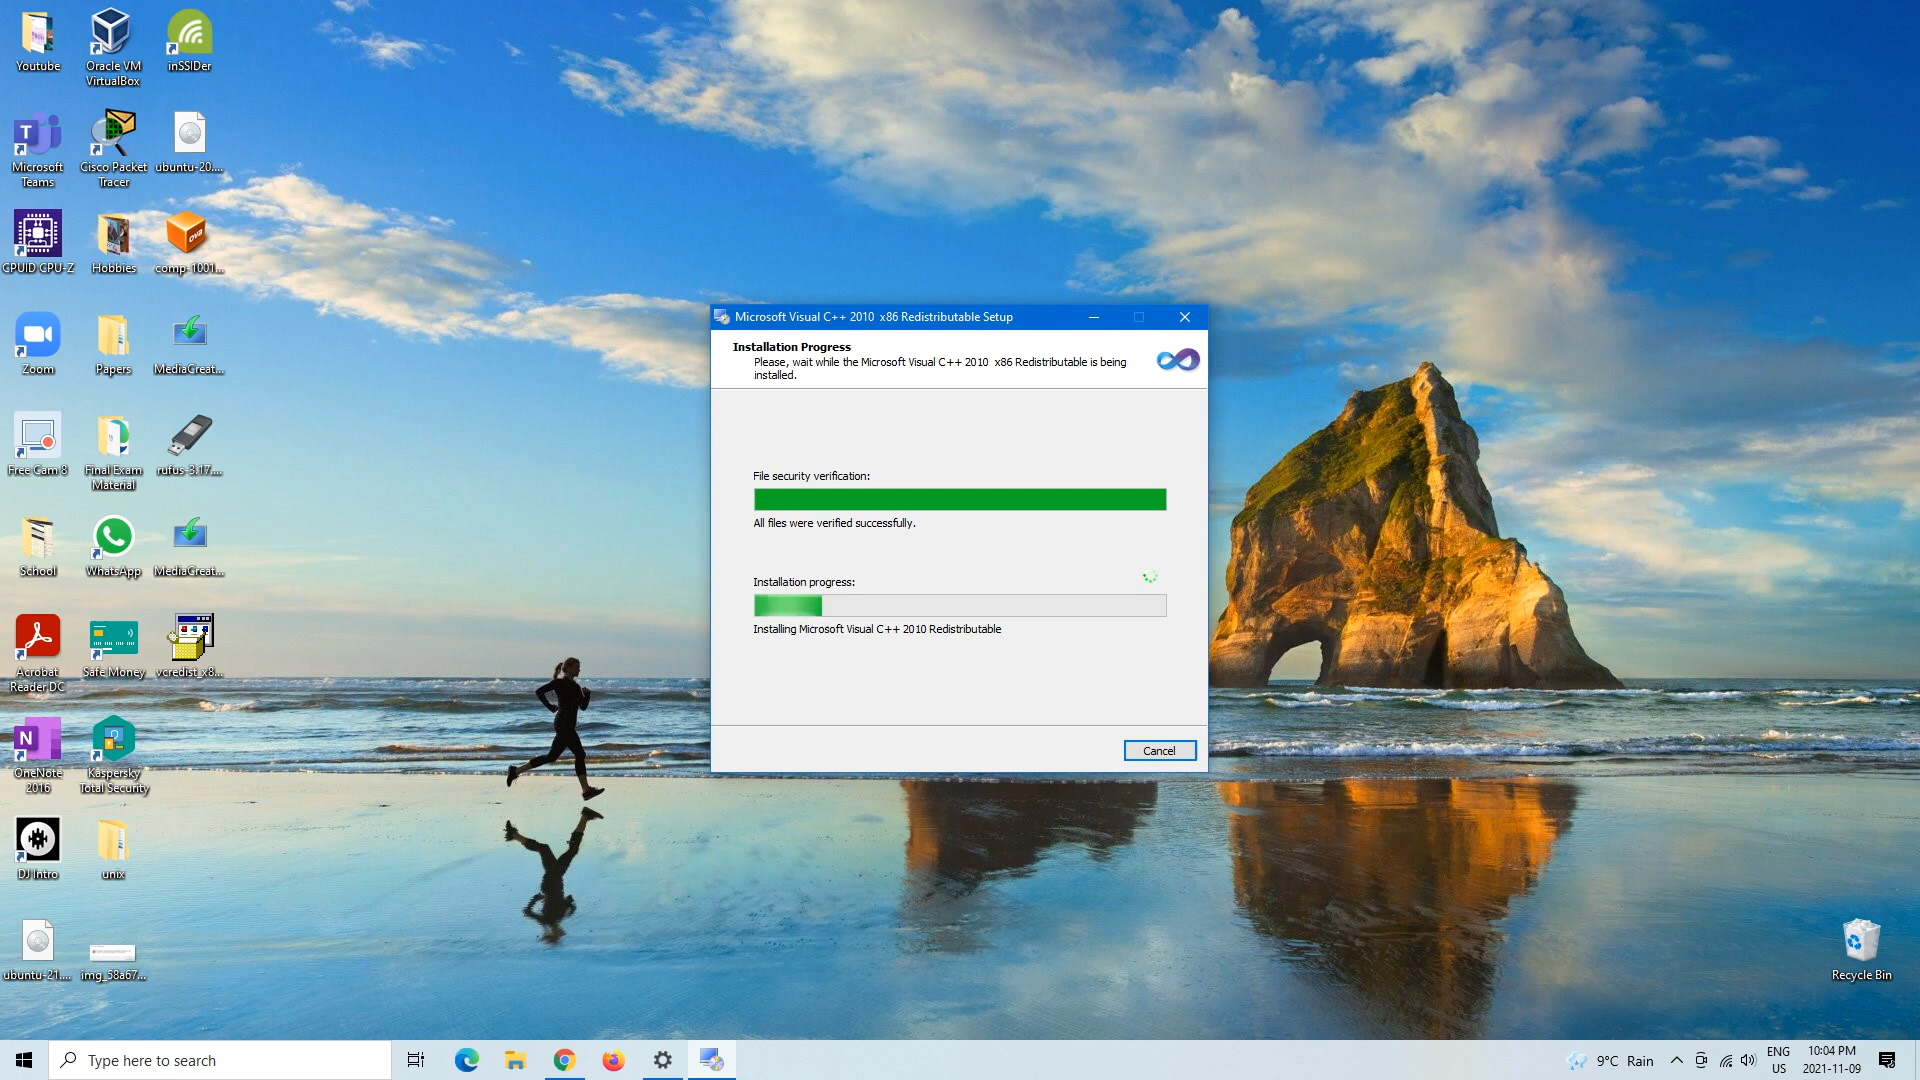 Youtube
Oracle VM
VirtualBox
inSSIDer
Microsoft
Teams
Cisco Packet
Tracer
ubuntu-20....
CPUID CPU-Z
Hobbies
ova
comp-1001...
Zoom
Papers
MediaCreat...
Free Cam 8
Final Exam
Material
rufus-3.17....
School
WhatsApp
MediaCreat...
Acrobat
Reader DC
Safe Money
vcredist_x8...
OneNote
2016
Kaspersky
Total Security
DJ Intro
unix
ubuntu-21....
img_58a67...
Microsoft Visual C++ 2010 x86 Redistributable Setup
Installation Progress
Please, wait while the Microsoft Visual C++ 2010 x86 Redistributable is being
installed.
File security verification:
All files were verified successfully.
Installation progress:
Installing Microsoft Visual C++ 2010 Redistributable
Cancel
Recycle Bin
Type here to search
9°C Rain
ENG
US
10:04 PM
2021-11-09